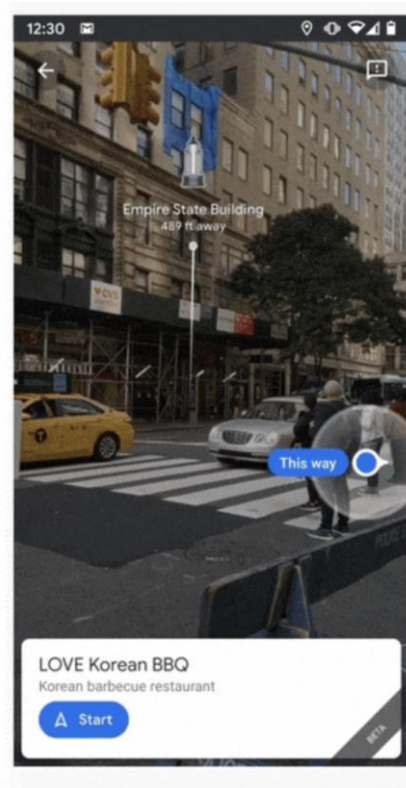 12:30
Empire State Building
489 ft away
CVS
T
This way
POLICE
LOVE Korean BBQ
Korean barbecue restaurant
Start
BETA